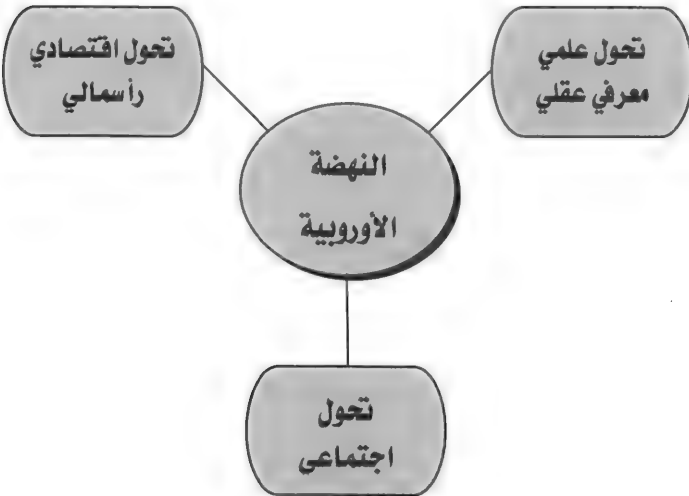 تحول علمي
معرفي عقلي
تحول اقتصادي
رأسمالي
النهضة
الأوروبية
تحول
اجتماعي